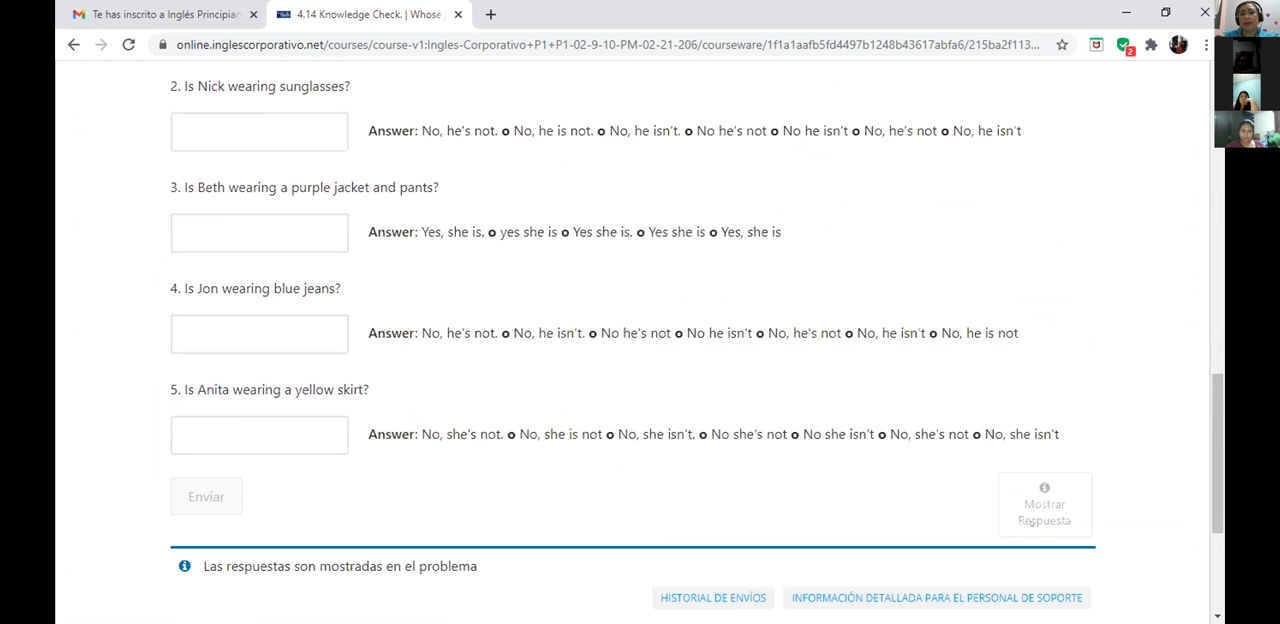 Te has inscrito a Inglés Principian
4.14 Knowledge Check. | Whose
online.inglescorporativo.net/courses/course-v1:Ingles-Corporativo+P1+P1-02-9-10-PM-02-21-206/courseware/1f1a1aafb5fd4497b1248b43617abfa6/215ba2f113...
2
2. Is Nick wearing sunglasses?
Answer: No, he's not. o No, he is not. o No, he isn't. o No he's not o No he isn't o No, he's not o No, he isn't
3. Is Beth wearing a purple jacket and pants?
Answer: Yes, she is. o yes she is o Yes she is. o Yes she is o Yes, she is
4. Is Jon wearing blue jeans?
Answer: No, he's not. o No, he isn't. o No he's not o No he isn't o No, he's not o No, he isn't o No, he is not
5. Is Anita wearing a yellow skirt?
Answer: No, she's not. o No, she is not o No, she isn't. o No she's not o No she isn't o No, she's not o No, she isn't
Enviar
Mostrar
Respuesta
Las respuestas son mostradas en el problema
HISTORIAL DE ENVÍOS
INFORMACIÓN DETALLADA PARA EL PERSONAL DE SOPORTE